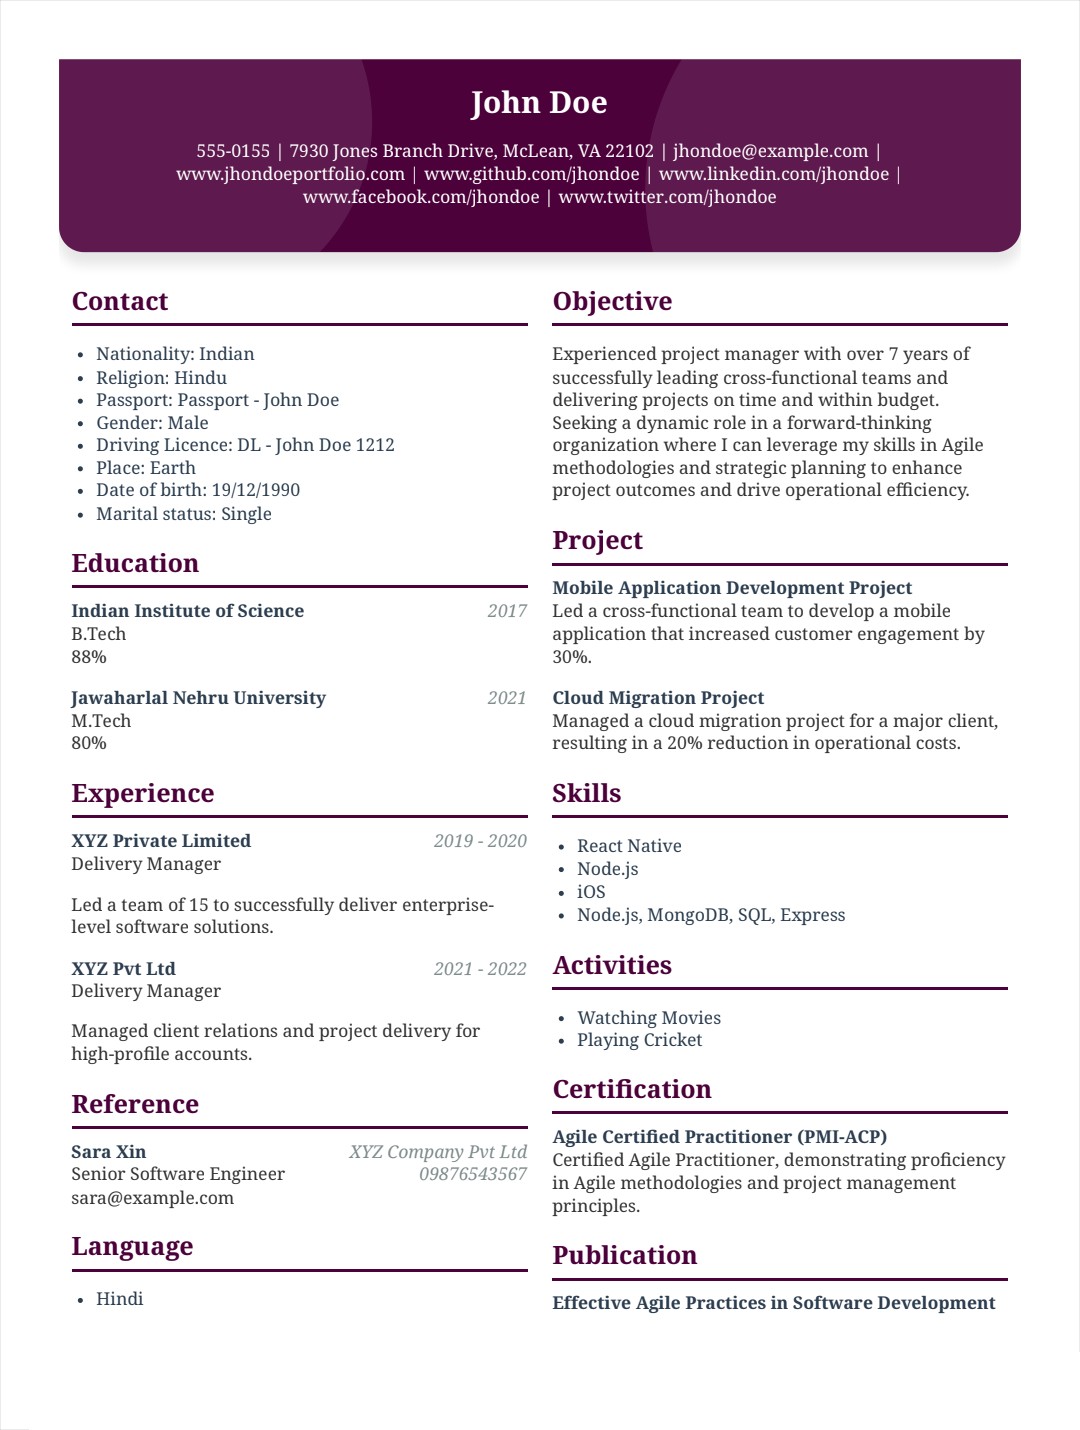 John Doe
555-0155 | 7930 Jones Branch Drive, McLean, VA 22102 | jhondoe@example.com |
www.jhondoeportfolio.com | www.github.com/jhondoe | www.linkedin.com/jhondoe |
www.facebook.com/jhondoe | www.twitter.com/jhondoe
Contact
• Nationality: Indian
• Religion: Hindu
• Passport: Passport - John Doe
• Gender: Male
• Driving Licence: DL - John Doe 1212
• Place: Earth
• Date of birth: 19/12/1990
• Marital status: Single
Education
Indian Institute of Science 2017
B.Tech
88%
Jawaharlal Nehru University 2021
M.Tech
80%
Experience
XYZ Private Limited 2019 - 2020
Delivery Manager
Led a team of 15 to successfully deliver enterprise-
level software solutions.
XYZ Pvt Ltd 2021 - 2022
Delivery Manager
Managed client relations and project delivery for
high-profile accounts.
Reference
Sara Xin XYZ Company Pvt Ltd
Senior Software Engineer 09876543567
sara@example.com
Language
• Hindi
Objective
Experienced project manager with over 7 years of
successfully leading cross-functional teams and
delivering projects on time and within budget.
Seeking a dynamic role in a forward-thinking
organization where I can leverage my skills in Agile
methodologies and strategic planning to enhance
project outcomes and drive operational efficiency.
Project
Mobile Application Development Project
Led a cross-functional team to develop a mobile
application that increased customer engagement by
30%.
Cloud Migration Project
Managed a cloud migration project for a major client,
resulting in a 20% reduction in operational costs.
Skills
• React Native
• Node.js
• iOS
• Node.js, MongoDB, SQL, Express
Activities
• Watching Movies
• Playing Cricket
Certification
Agile Certified Practitioner (PMI-ACP)
Certified Agile Practitioner, demonstrating proficiency
in Agile methodologies and project management
principles.
Publication
Effective Agile Practices in Software Development